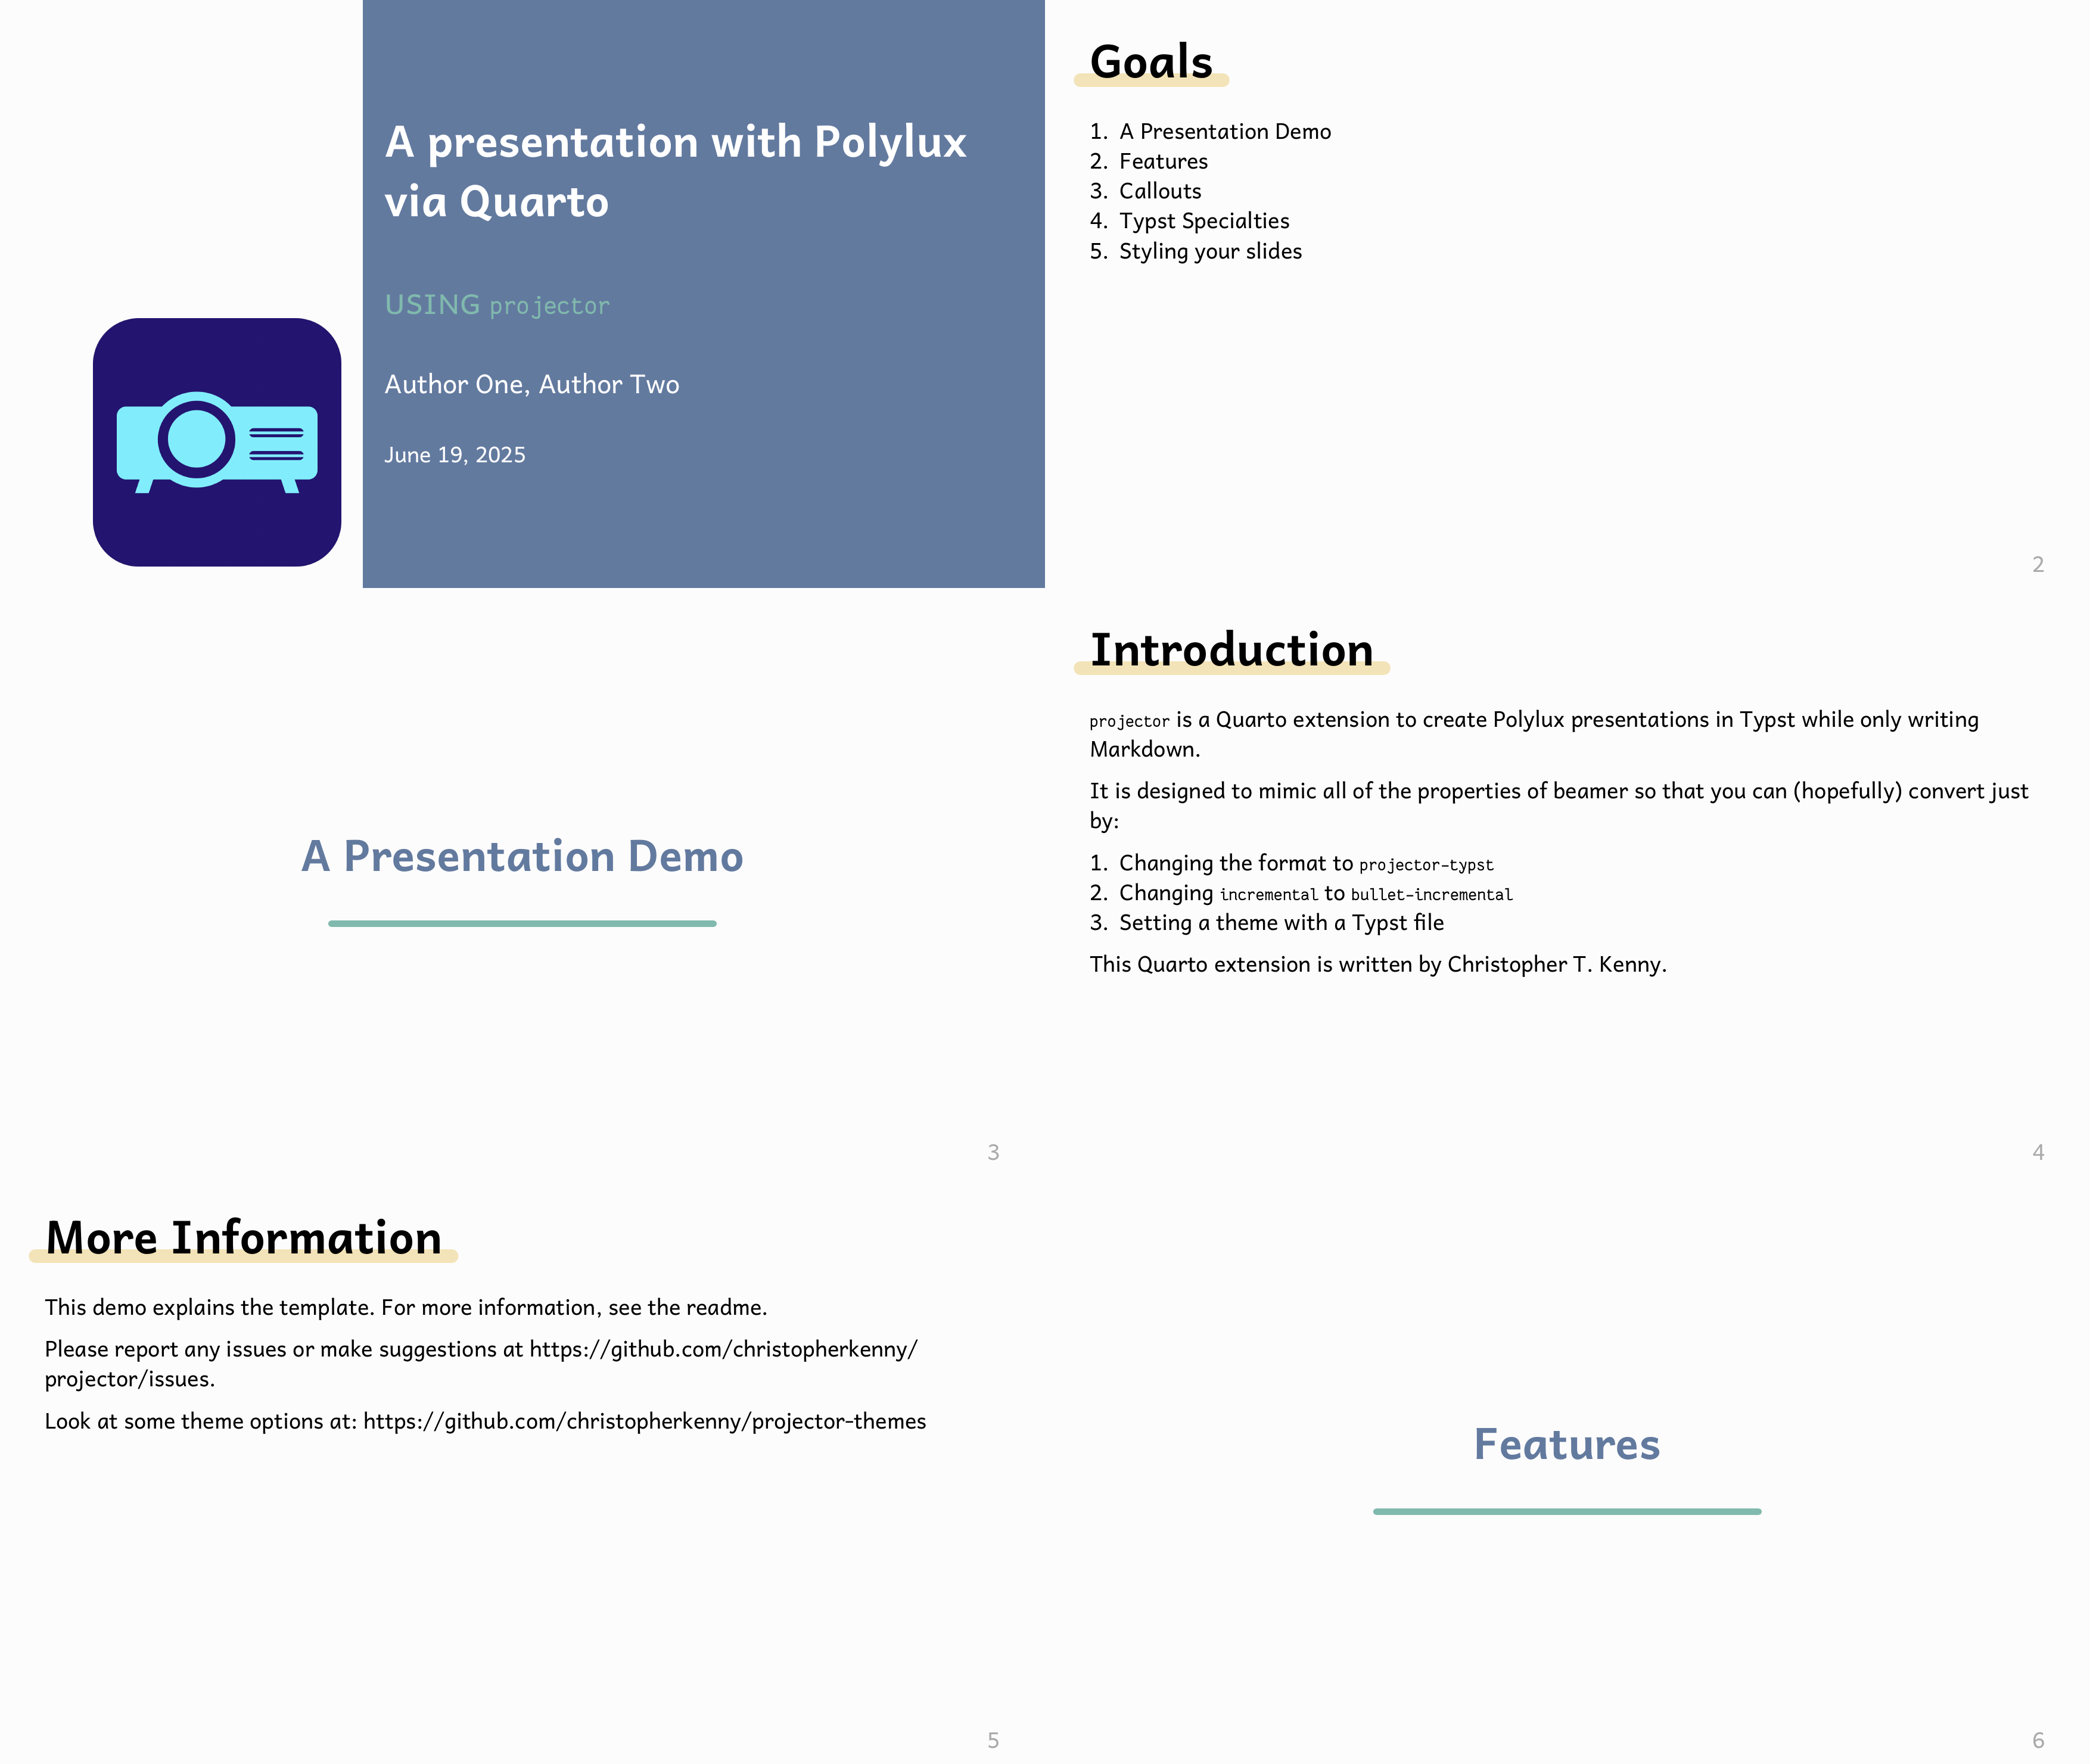 A presentation with Polylux
via Quarto
USING projector
Author One, Author Two
June 19, 2025
Goals
1. A Presentation Demo
2. Features
3. Callouts
4. Typst Specialties
5. Styling your slides
2
A Presentation Demo
3
Introduction
projector is a Quarto extension to create Polylux presentations in Typst while only writing
Markdown.
It is designed to mimic all of the properties of beamer so that you can (hopefully) convert just
by:
1. Changing the format to projector-typst
2. Changing incremental to bullet-incremental
3. Setting a theme with a Typst file
This Quarto extension is written by Christopher T. Kenny.
4
More Information
This demo explains the template. For more information, see the readme.
Please report any issues or make suggestions at https://github.com/christopherkenny/
projector/issues.
Look at some theme options at: https://github.com/christopherkenny/projector-themes
5
Features
6